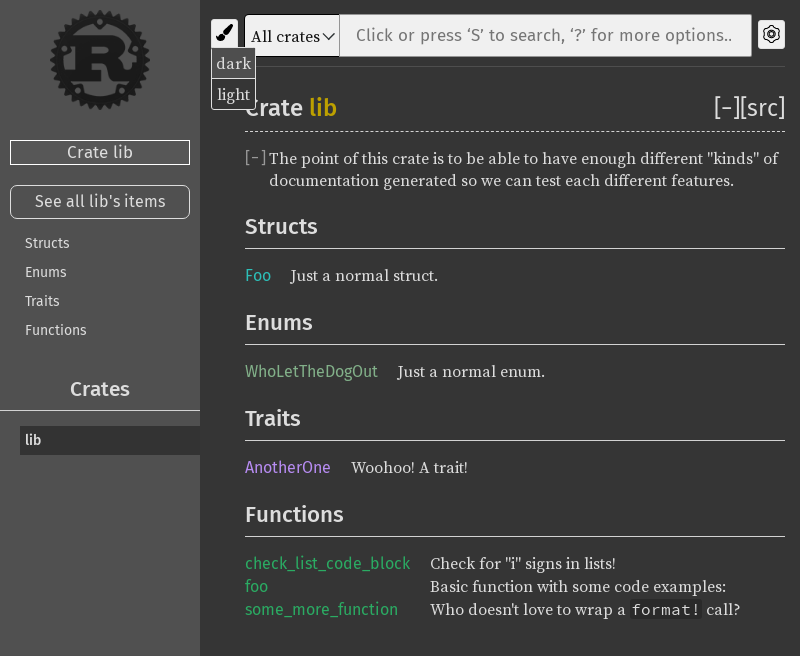 Crate lib
See all lib's items
Structs
Enums
Traits
Functions
Crates
lib
All crates
Click or press ‘S’ to search, ‘?’ for more options..
dark
light
Crate lib
[-][src]
[-] The point of this crate is to be able to have enough different "kinds" of
documentation generated so we can test each different features.
Structs
Foo Just a normal struct.
Enums
WhoLetTheDogOut Just a normal enum.
Traits
AnotherOne Woohoo! A trait!
Functions
check_list_code_block Check for "i" signs in lists!
foo Basic function with some code examples:
some_more_function Who doesn't love to wrap a format! call?